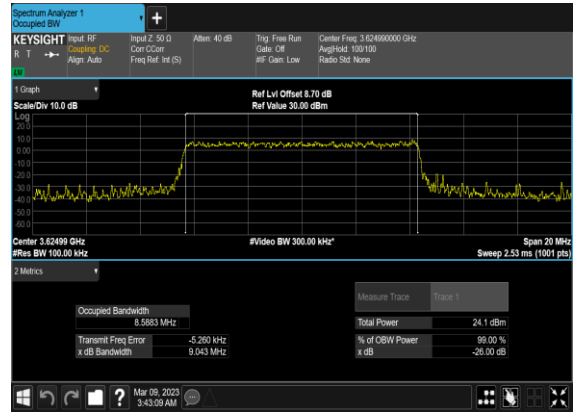 Spectrum Analyzer 1
Occupied BW
+
KEYSIGHT Input: RF Input Z: 50 Ω Atten: 40 dB Trig: Free Run Center Freq: 3.624990000 GHz
R T Coupling: DC Corr CCorr Gate: Off Avg|Hold: 100/100
Align: Auto Freq Ref: Int (S) #IF Gain: Low Radio Std: None
LW
1 Graph
Ref Lvl Offset 8.70 dB
Scale/Div 10.0 dB Ref Value 30.00 dBm
Log
20.0
10.0
0.00
-10.0
-20.0
-30.0
-40.0
-50.0
-60.0
Center 3.62499 GHz #Video BW 300.00 kHz* Span 20 MHz
#Res BW 100.00 kHz Sweep 2.53 ms (1001 pts)
2 Metrics
Measure Trace Trace 1
Occupied Bandwidth
8.5883 MHz Total Power 24.1 dBm
Transmit Freq Error -5.260 kHz % of OBW Power 99.00 %
x dB Bandwidth 9.043 MHz x dB -26.00 dB
?
Mar 09, 2023
3:43:09 AM